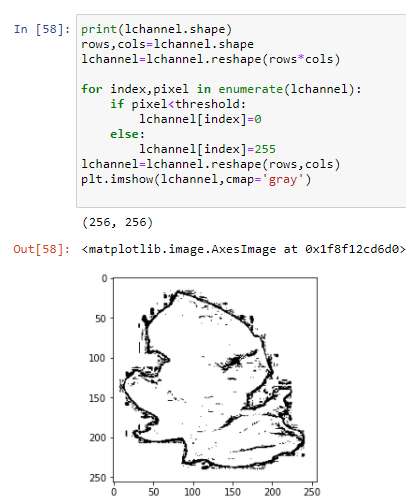 In [58]: print(lchannel.shape)
rows,cols=lchannel.shape
lchannel=lchannel.reshape(rows*cols)
for index,pixel in enumerate(lchannel):
    if pixel<threshold:
        lchannel[index]=0
    else:
        lchannel[index]=255
lchannel=lchannel.reshape(rows,cols)
plt.imshow(lchannel,cmap='gray')
(256, 256)
Out[58]: <matplotlib.image.AxesImage at 0x1f8f12cd6d0>
0
50
100
150
200
250
0 50 100 150 200 250